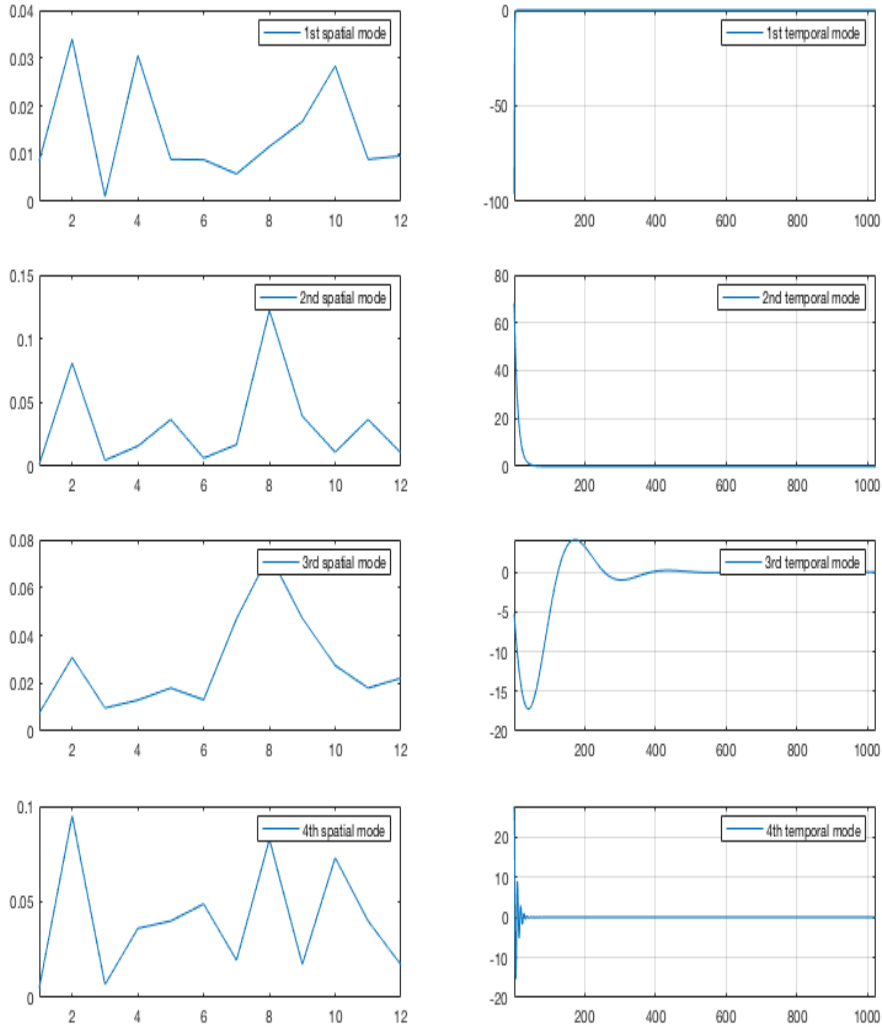 0.04
0.03
0.02
0.01
0
2 4 6 8 10 12
1st spatial mode
0
-50
-100
200 400 600 800 1000
1st temporal mode
0.15
0.1
0.05
0
2 4 6 8 10 12
2nd spatial mode
80
60
40
20
0
200 400 600 800 1000
2nd temporal mode
0.08
0.06
0.04
0.02
0
2 4 6 8 10 12
3rd spatial mode
0
-5
-10
-15
-20
200 400 600 800 1000
3rd temporal mode
0.1
0.05
0
2 4 6 8 10 12
4th spatial mode
20
10
0
-10
-20
200 400 600 800 1000
4th temporal mode